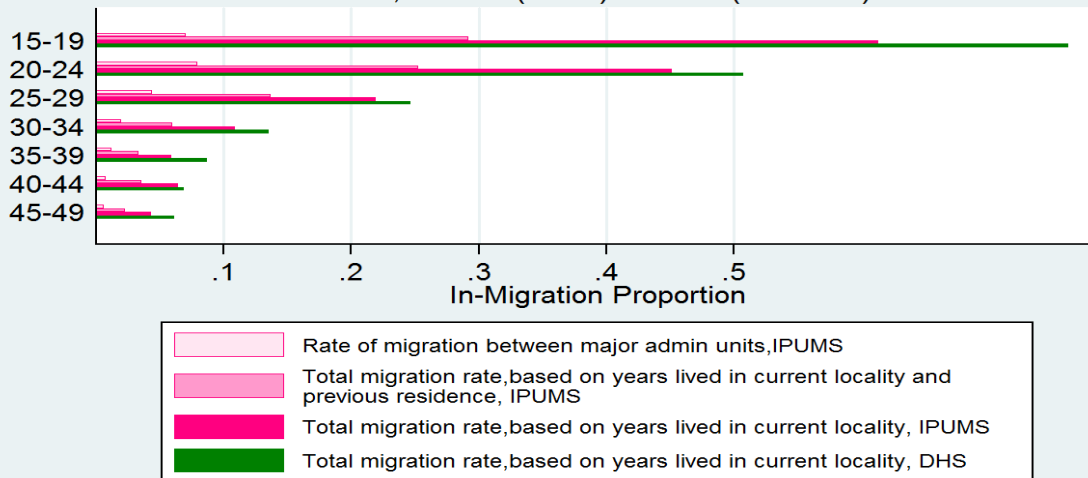 15-19
20-24
25-29
30-34
35-39
40-44
45-49
.1 .2 .3 .4 .5
In-Migration Proportion
Rate of migration between major admin units,IPUMS
Total migration rate,based on years lived in current locality and
previous residence, IPUMS
Total migration rate,based on years lived in current locality, IPUMS
Total migration rate,based on years lived in current locality, DHS